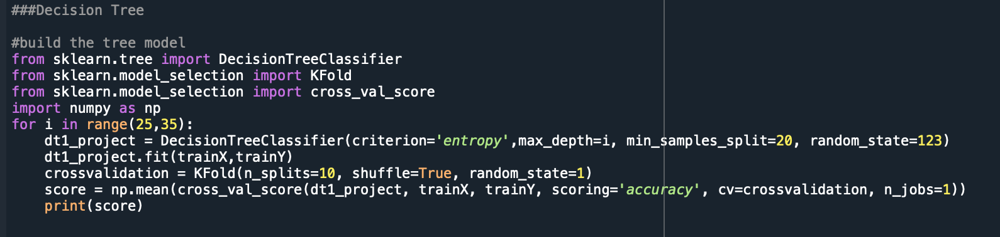 ###Decision Tree
#build the tree model
from sklearn.tree import DecisionTreeClassifier
from sklearn.model_selection import KFold
from sklearn.model_selection import cross_val_score
import numpy as np
for i in range(25,35):
    dt1_project = DecisionTreeClassifier(criterion='entropy',max_depth=i, min_samples_split=20, random_state=123)
    dt1_project.fit(trainX,trainY)
    crossvalidation = KFold(n_splits=10, shuffle=True, random_state=1)
    score = np.mean(cross_val_score(dt1_project, trainX, trainY, scoring='accuracy', cv=crossvalidation, n_jobs=1))
    print(score)